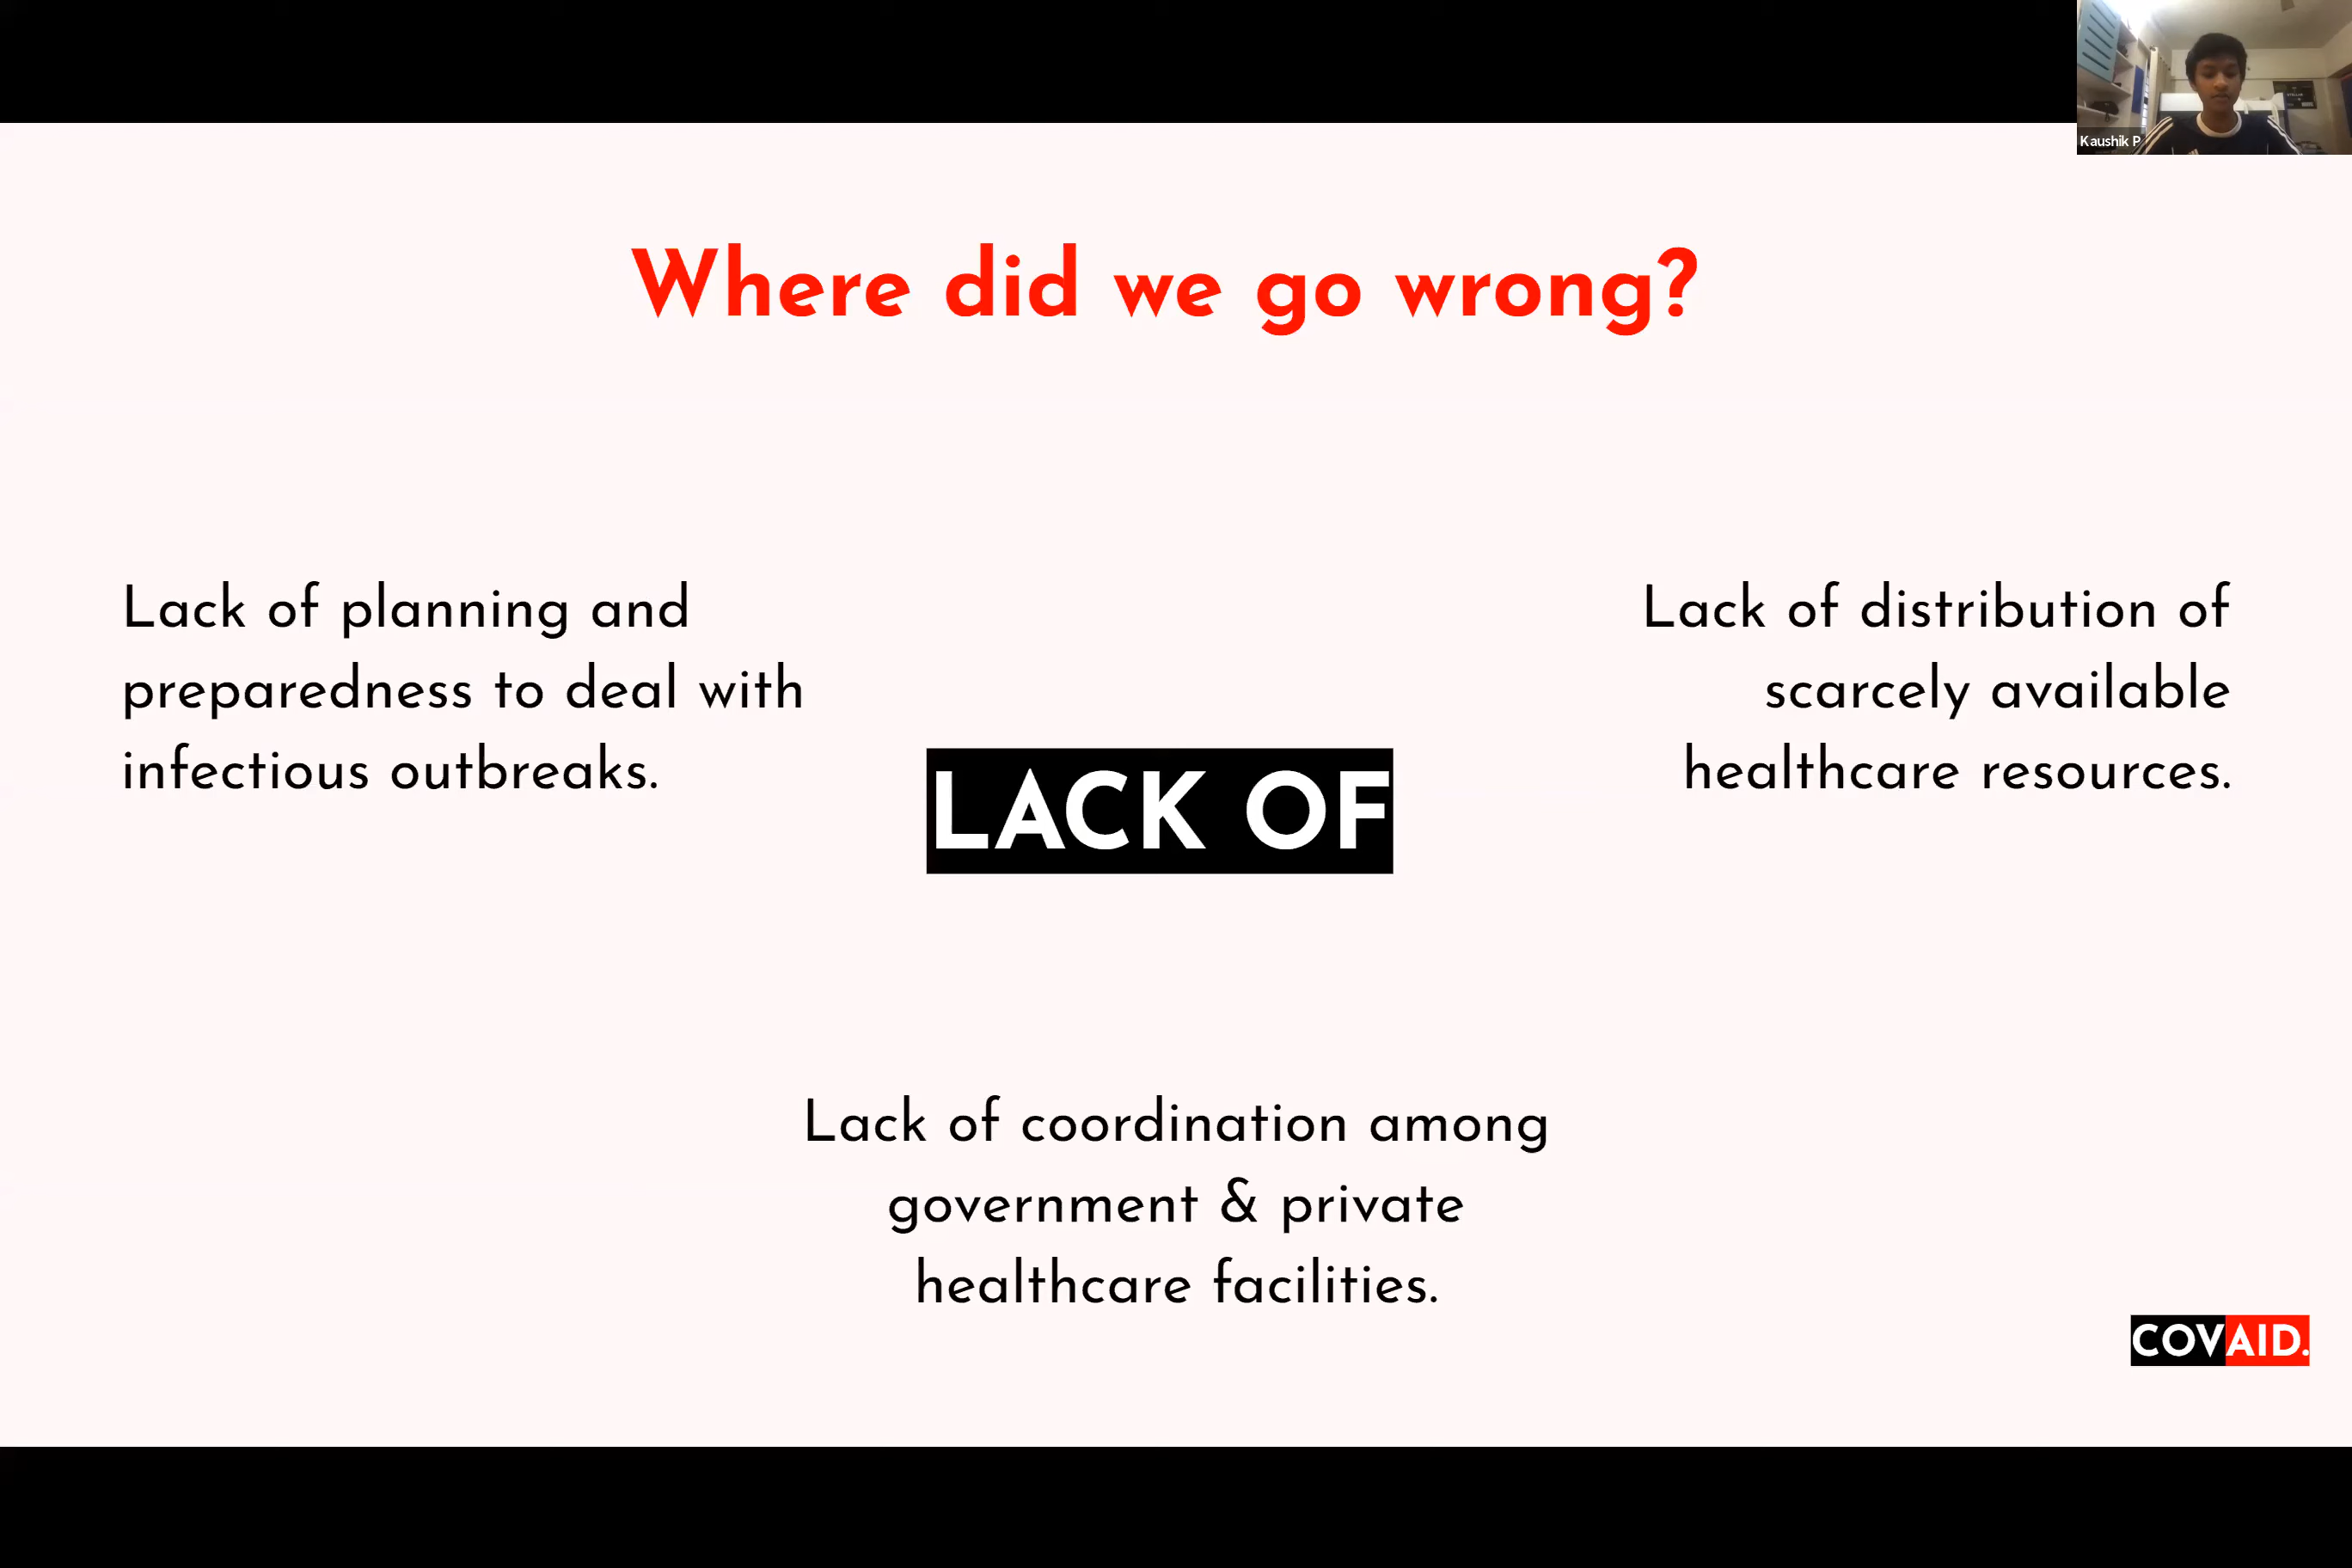 Kaushik P
Where did we go wrong?
Lack of planning and
preparedness to deal with
infectious outbreaks.
Lack of distribution of
scarcely available
healthcare resources.
LACK OF
Lack of coordination among
government & private
healthcare facilities.
COVAID.